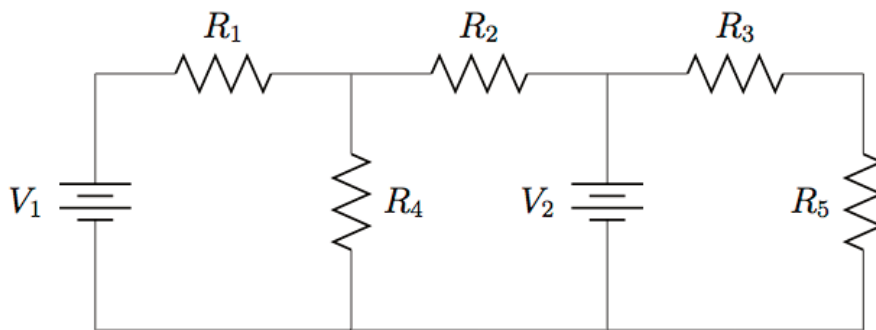 R₁ R₂ R₃
V₁ R₄ V₂ R₅